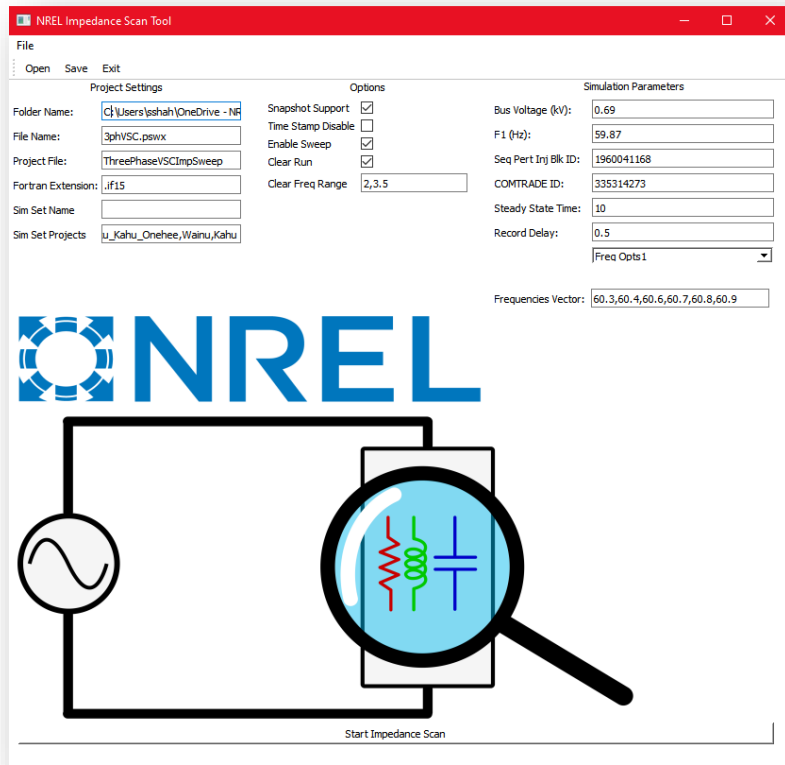 NREL Impedance Scan Tool
File
Open Save Exit
Project Settings
Folder Name: C:\Users\sshah\OneDrive - NR
File Name: 3phVSC.pswx
Project File: ThreePhaseVSCImpSweep
Fortran Extension: .if15
Sim Set Name
Sim Set Projects u_Kahu_Onehee,Wainu,Kahu
Options
Snapshot Support
Time Stamp Disable
Enable Sweep
Clear Run
Clear Freq Range 2,3.5
Simulation Parameters
Bus Voltage (kV): 0.69
F1 (Hz): 59.87
Seq Pert Inj Blk ID: 1960041168
COMTRADE ID: 335314273
Steady State Time: 10
Record Delay: 0.5
Freq Opts1
Frequencies Vector: 60.3,60.4,60.6,60.7,60.8,60.9
NREL
Start Impedance Scan